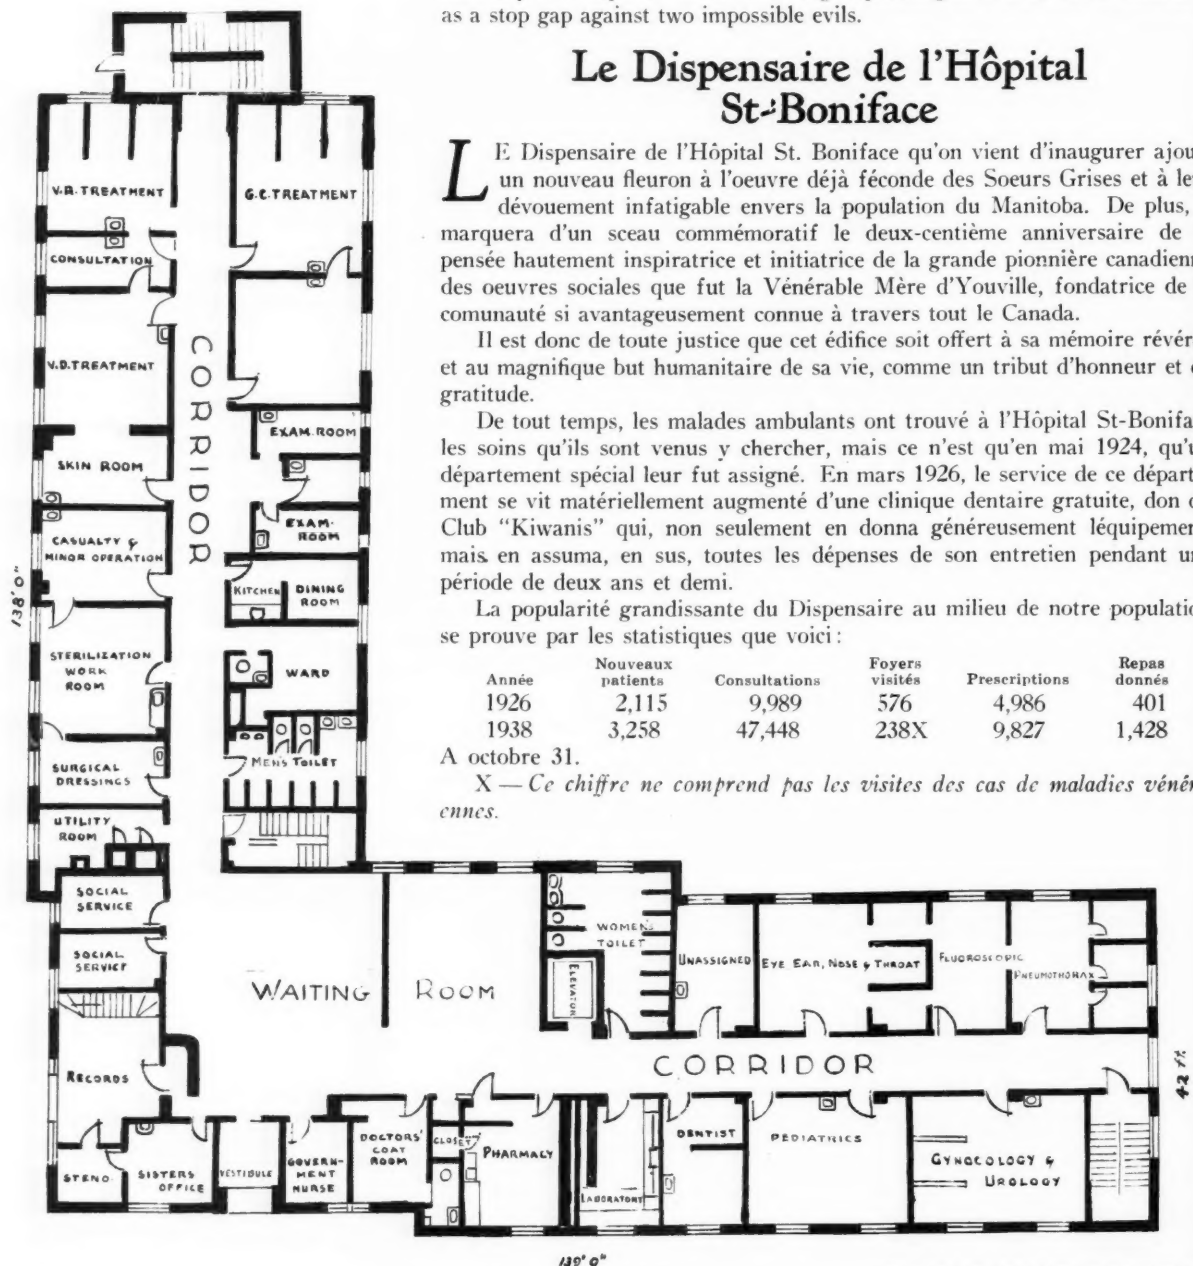 as a stop gap against two impossible evils.
Le Dispensaire de l'Hôpital
St-Boniface
LE Dispensaire de l'Hôpital St. Boniface qu'on vient d'inaugurer ajou
un nouveau fleuron à l'oeuvre déjà féconde des Soeurs Grises et à le
dévouement infatigable envers la population du Manitoba. De plus,
marquera d'un sceau commémoratif le deux-centième anniversaire de
pensée hautement inspiratrice et initiatrice de la grande pionnière canadien
des oeuvres sociales que fut la Vénérable Mère d'Youville, fondatrice de
comunauté si avantageusement connue à travers tout le Canada.
Il est donc de toute justice que cet édifice soit offert à sa mémoire révér
et au magnifique but humanitaire de sa vie, comme un tribut d'honneur et
gratitude.
De tout temps, les malades ambulants ont trouvé à l'Hôpital St-Bonifa
les soins qu'ils sont venus y chercher, mais ce n'est qu'en mai 1924, qu'u
département spécial leur fut assigné. En mars 1926, le service de ce départ
ment se vit matériellement augmenté d'une clinique dentaire gratuite, don
Club "Kiwanis" qui, non seulement en donna généreusement léquipemen
mais en assuma, en sus, toutes les dépenses de son entretien pendant un
période de deux ans et demi.
La popularité grandissante du Dispensaire au milieu de notre populatio
se prouve par les statistiques que voici:
Nouveaux Foyers Repas
Année patients Consultations visités Prescriptions donnés
1926 2,115 9,989 576 4,986 401
1938 3,258 47,448 238X 9,827 1,428
A octobre 31.
X — Ce chiffre ne comprend pas les visites des cas de maladies vénér
ennes.
V.R. TREATMENT
G.C. TREATMENT
CONSULTATION
V.D. TREATMENT
CORRIDOR
EXAM. ROOM
SKIN ROOM
EXAM-
ROOM
CASUALTY &
MINOR OPERATION
KITCHEN
DINING
ROOM
138' 0"
STERILIZATION
WORK
ROOM
WARD
SURGICAL
DRESSINGS
MEN'S TOILET
UTILITY
ROOM
SOCIAL
SERVICE
SOCIAL
SERVICE
WAITING ROOM
WOMEN'S
TOILET
ELEVATOR
UNASSIGNED
EYE EAR, NOSE & THROAT
FLUOROSCOPIC
PNEUMOTHORAX
CORRIDOR
42 FT.
RECORDS
STENO.
SISTERS
OFFICE
VESTIBULE
GOVERN-
MENT
NURSE
DOCTORS'
COAT
ROOM
CLOSET
PHARMACY
LABORATORY
DENTIST
PEDIATRICS
GYNOCOLOGY &
UROLOGY
139' 0"